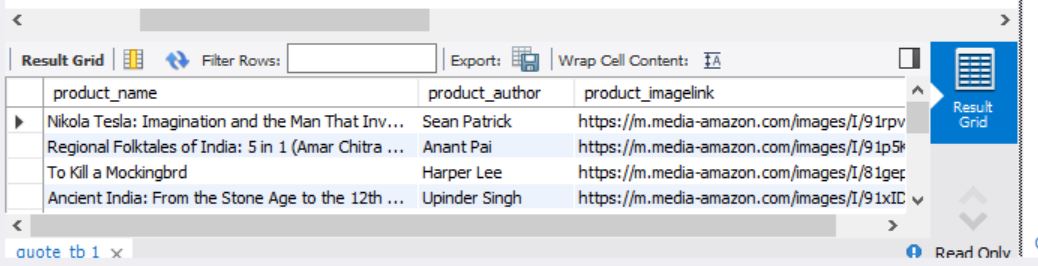 Result Grid Filter Rows: Export: Wrap Cell Content: IA
product_name product_author product_imagelink
Nikola Tesla: Imagination and the Man That Inv... Sean Patrick https://m.media-amazon.com/images/I/91rpv
Regional Folktales of India: 5 in 1 (Amar Chitra ... Anant Pai https://m.media-amazon.com/images/I/91p5K
To Kill a Mockingbrd Harper Lee https://m.media-amazon.com/images/I/81gep
Ancient India: From the Stone Age to the 12th ... Upinder Singh https://m.media-amazon.com/images/I/91xID
Result
Grid
quote_tb 1
Read Only